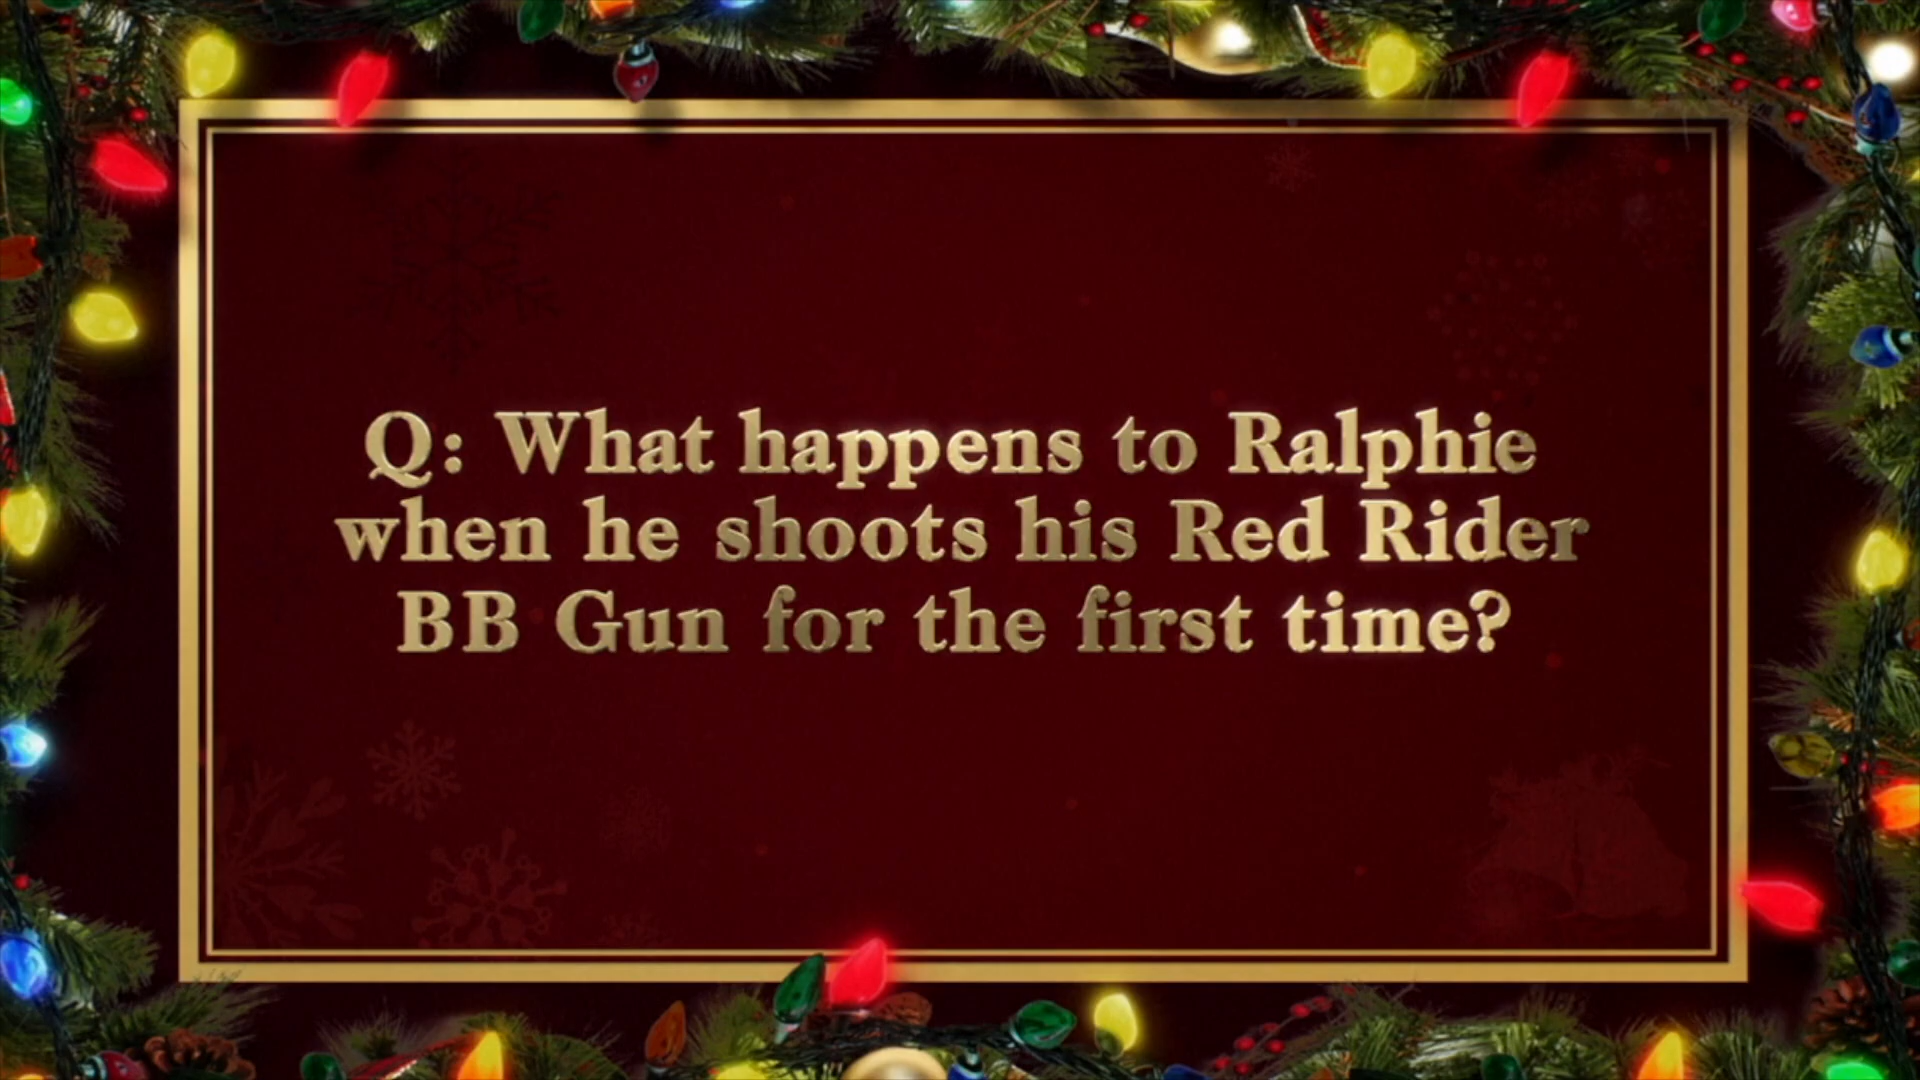 Q: What happens to Ralphie
when he shoots his Red Rider
BB Gun for the first time?